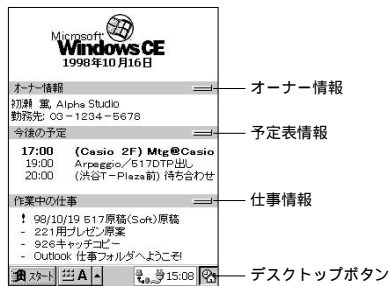 Microsoft
Windows CE
1998年10月16日
オーナー情報
初瀬 薫, Alpha Studio
勤務先: 03-1234-5678
今後の予定
17:00 (Casio 2F) Mtg@Casio
19:00 Arpeggio/517DTP出し
20:00 (渋谷T-Plaza前) 待ち合わせ
作業中の仕事
! 98/10/19 517原稿(Soft)原稿
- 221用プレゼン原案
- 926キャッチコピー
- Outlook 仕事フォルダへようこそ!
スタート A 15:08
オーナー情報
予定表情報
仕事情報
デスクトップボタン